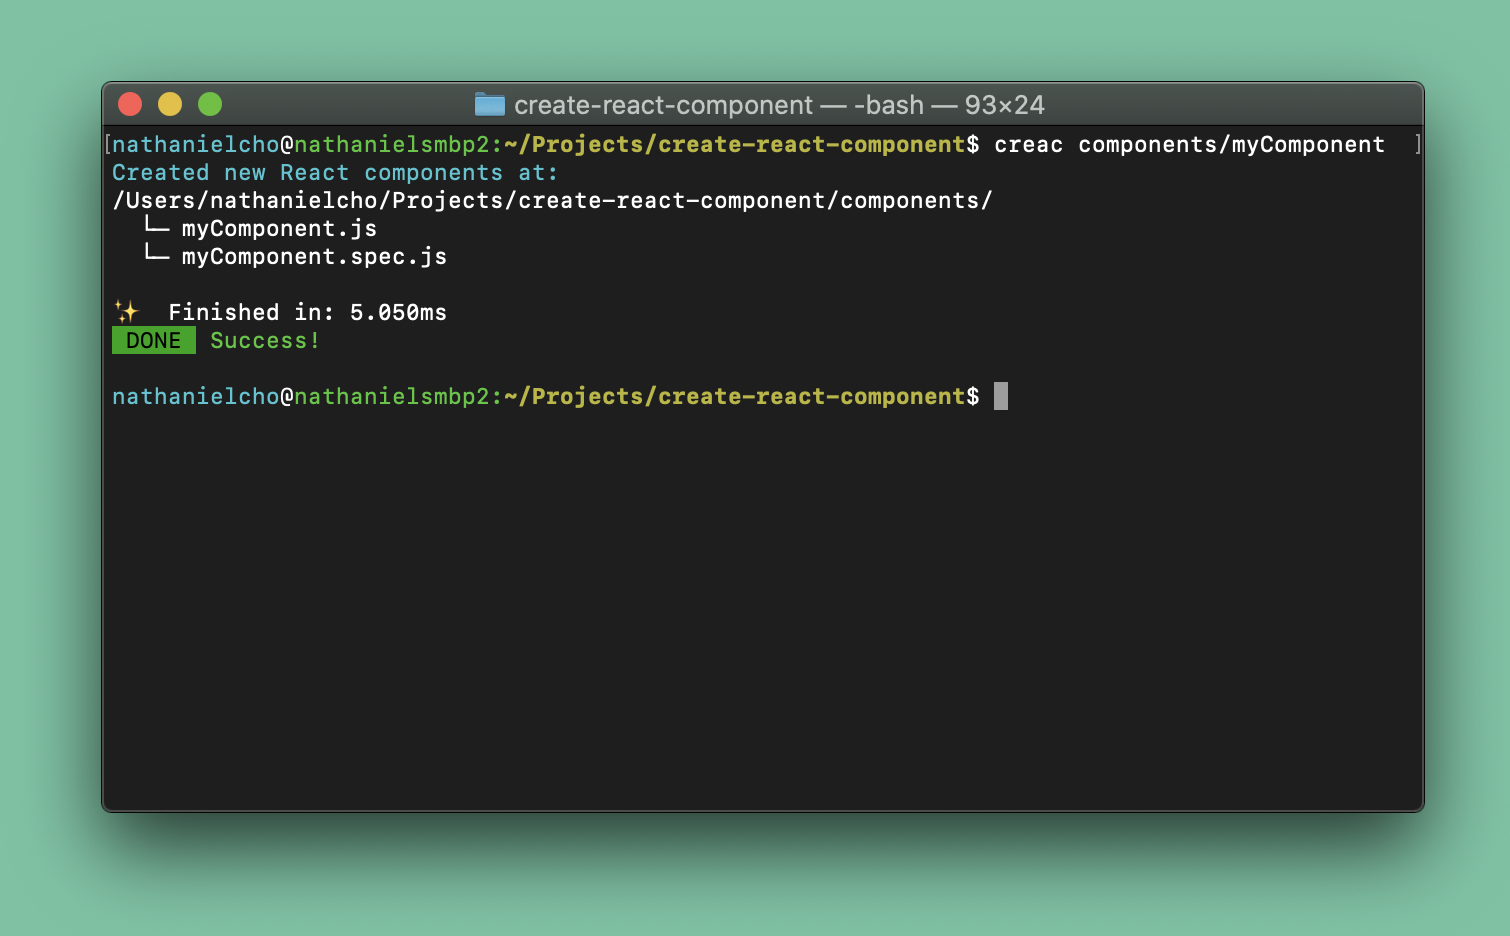 create-react-component — -bash — 93×24
[nathanielcho@nathanielsmbp2:~/Projects/create-react-component$ creac components/myComponent ]
Created new React components at:
/Users/nathanielcho/Projects/create-react-component/components/
└─ myComponent.js
└─ myComponent.spec.js
✨ Finished in: 5.050ms
DONE Success!
nathanielcho@nathanielsmbp2:~/Projects/create-react-component$